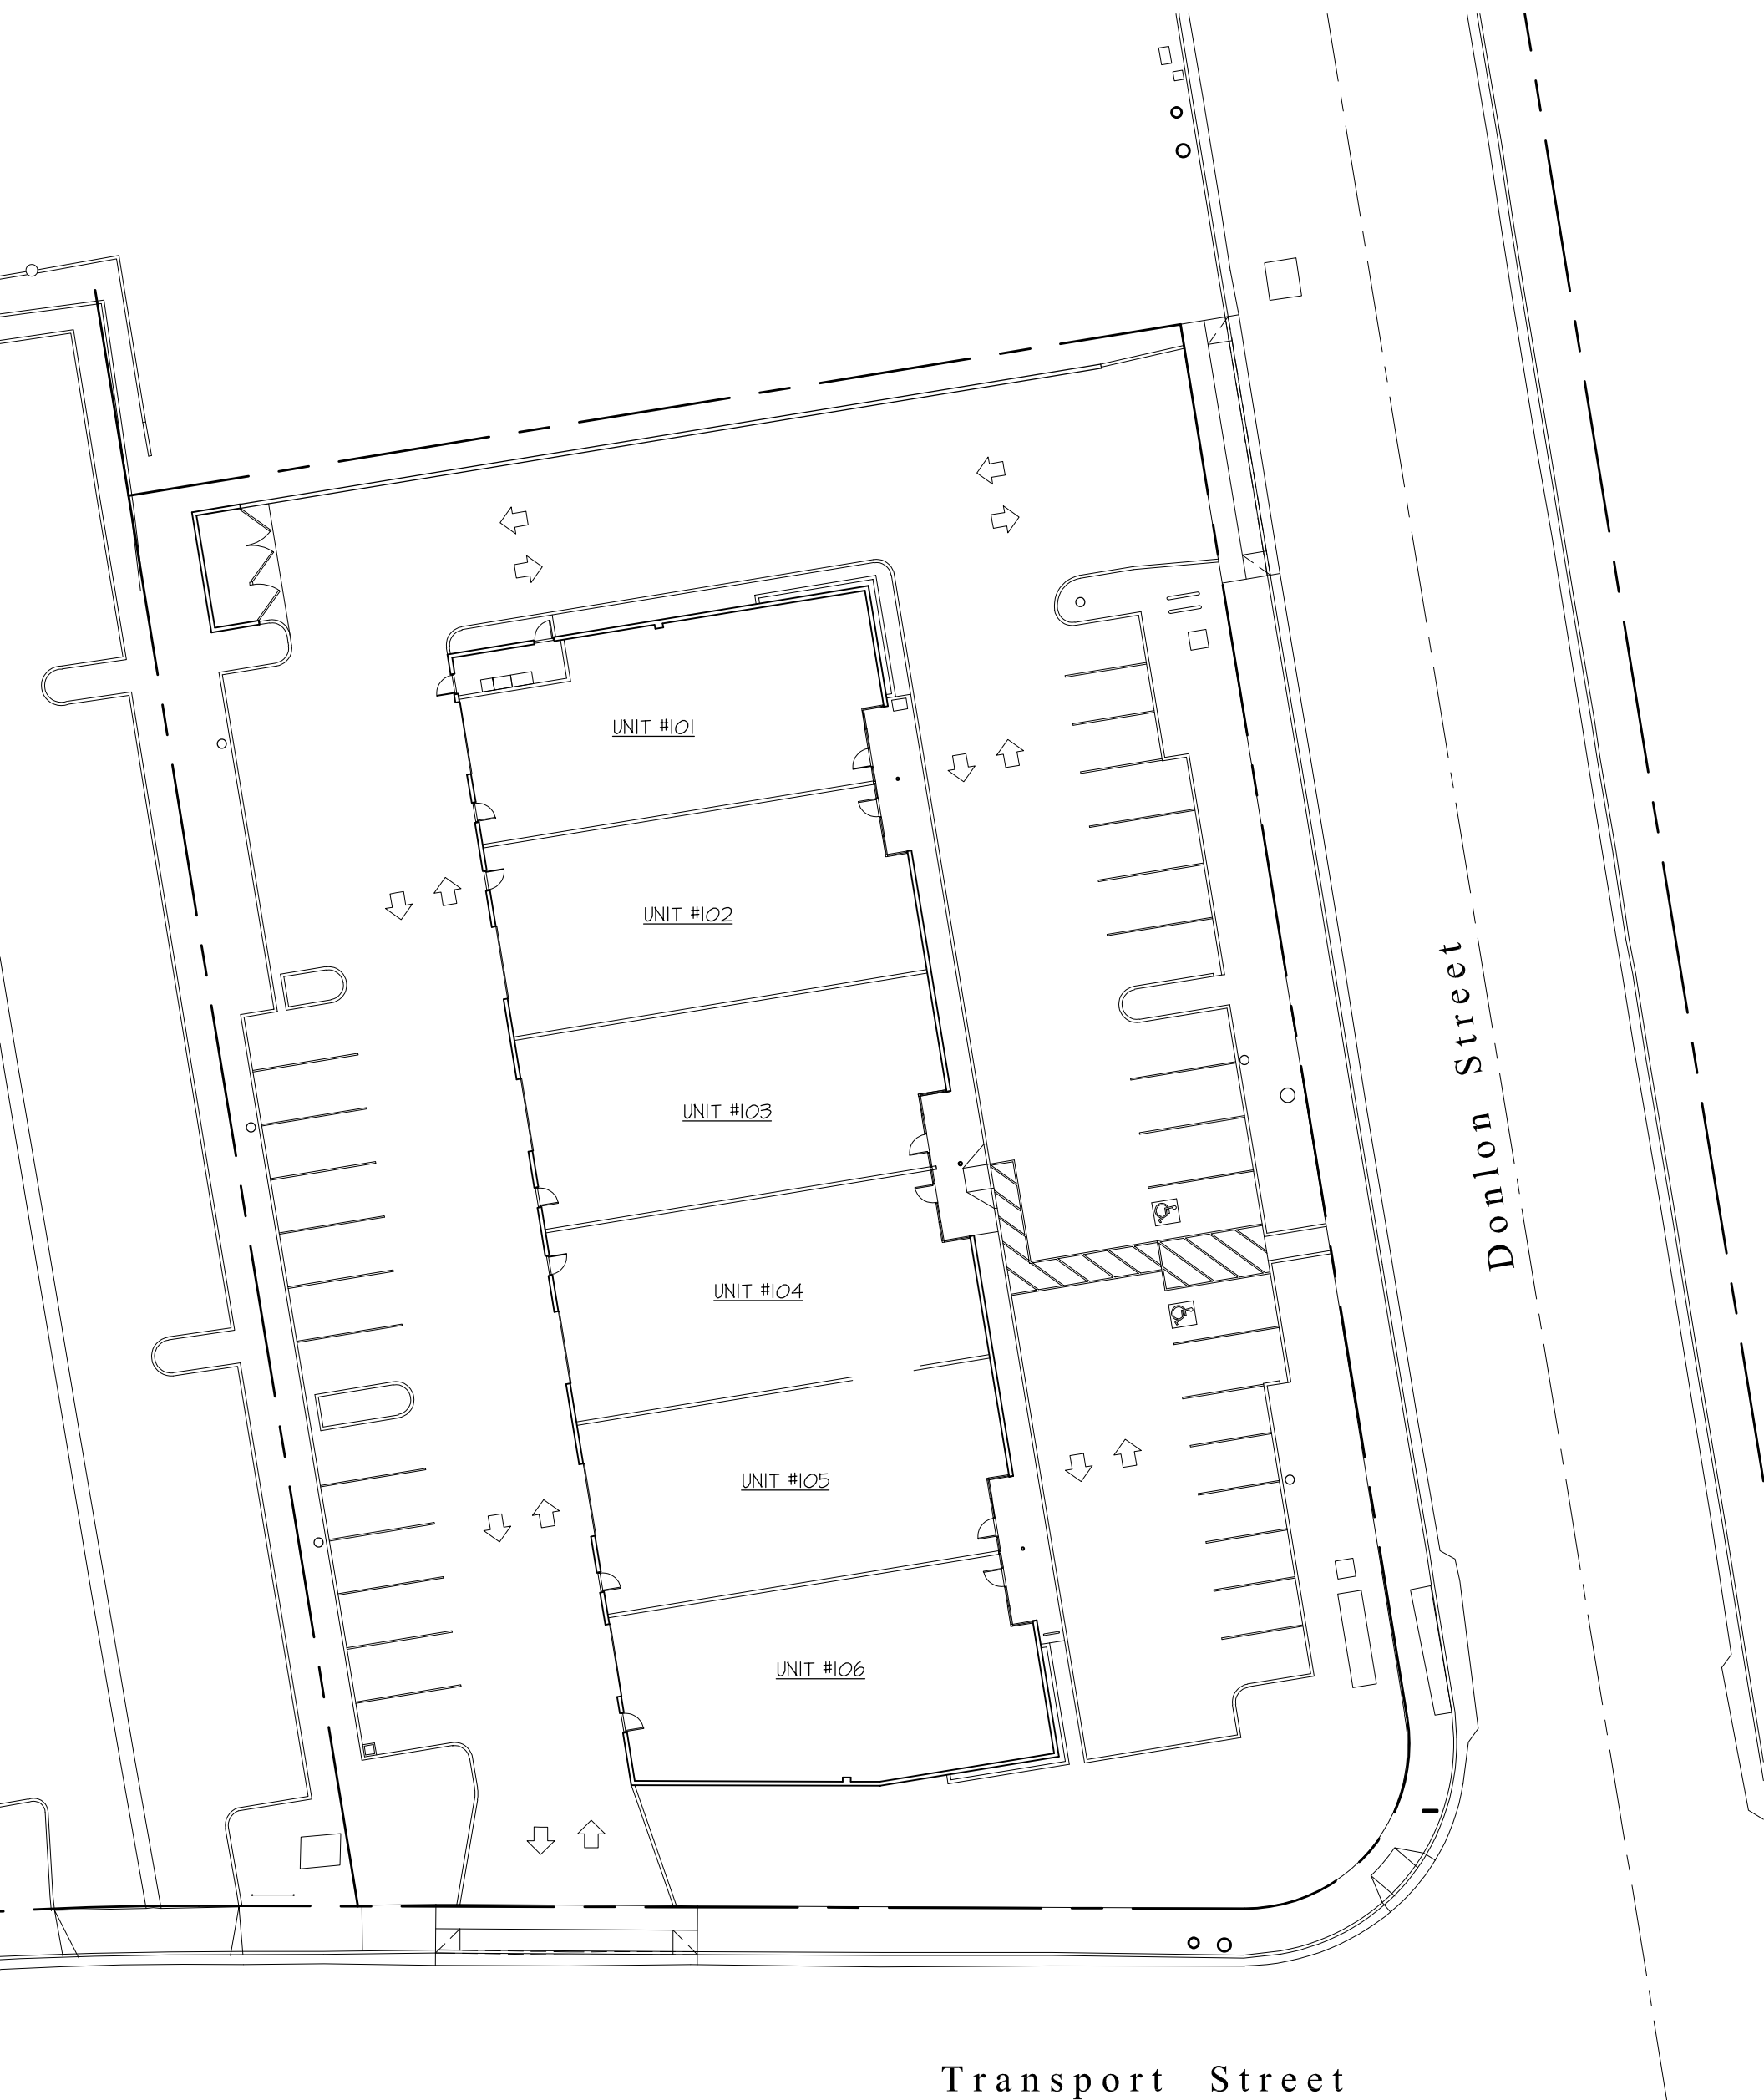 UNIT #101
UNIT #102
UNIT #103
UNIT #104
UNIT #105
UNIT #106
Donlon Street
Transport Street